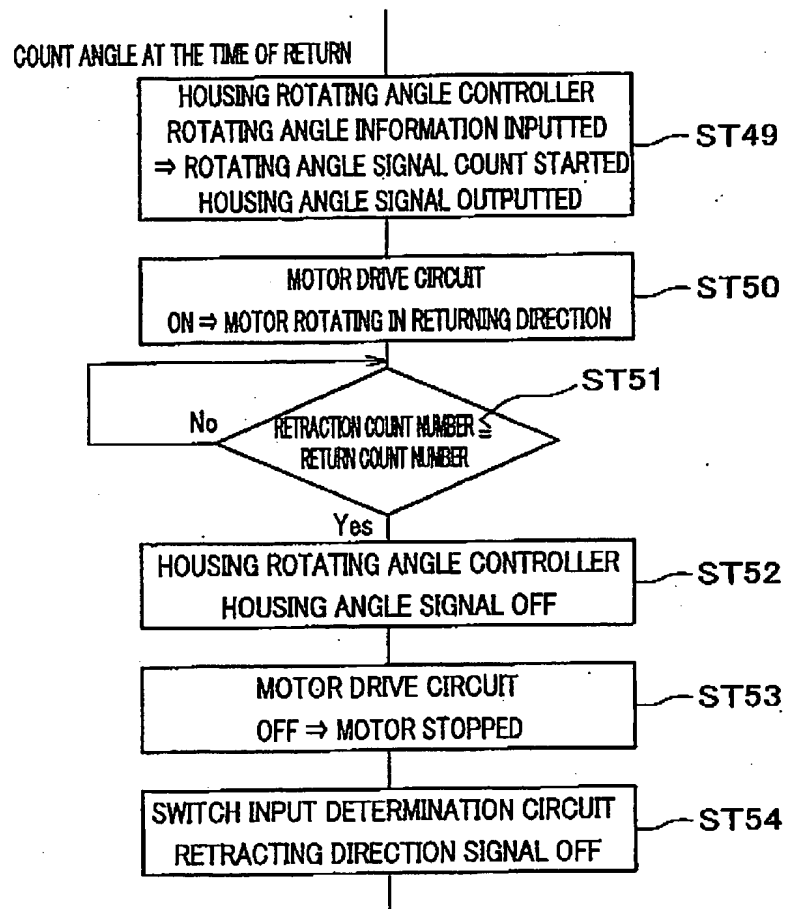 COUNT ANGLE AT THE TIME OF RETURN
HOUSING ROTATING ANGLE CONTROLLER
ROTATING ANGLE INFORMATION INPUTTED
⇒ ROTATING ANGLE SIGNAL COUNT STARTED
HOUSING ANGLE SIGNAL OUTPUTTED
ST49
MOTOR DRIVE CIRCUIT
ON ⇒ MOTOR ROTATING IN RETURNING DIRECTION
ST50
ST51
No
RETRACTION COUNT NUMBER ≦
RETURN COUNT NUMBER
Yes
HOUSING ROTATING ANGLE CONTROLLER
HOUSING ANGLE SIGNAL OFF
ST52
MOTOR DRIVE CIRCUIT
OFF ⇒ MOTOR STOPPED
ST53
SWITCH INPUT DETERMINATION CIRCUIT
RETRACTING DIRECTION SIGNAL OFF
ST54